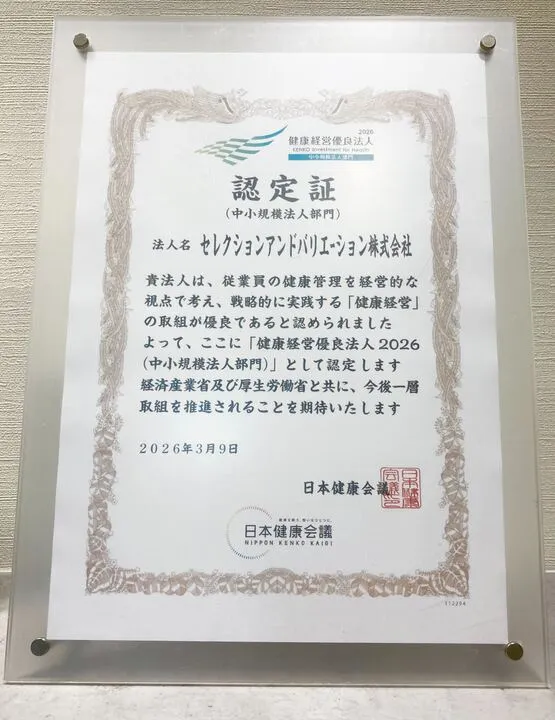 2026
健康経営優良法人
KENKO Investment for Health
中小規模法人部門
認定証
(中小規模法人部門)
法人名 セレクションアンドバリエーション株式会社
貴法人は、従業員の健康管理を経営的な
視点で考え、戦略的に実践する「健康経営」
の取組が優良であると認められました
よって、ここに「健康経営優良法人2026
(中小規模法人部門)」として認定します
経済産業省及び厚生労働省と共に、今後一層
取組を推進されることを期待いたします
2026年3月9日
日本健康会議
日本健康会議
NIPPON KENKO KAIGI
112294